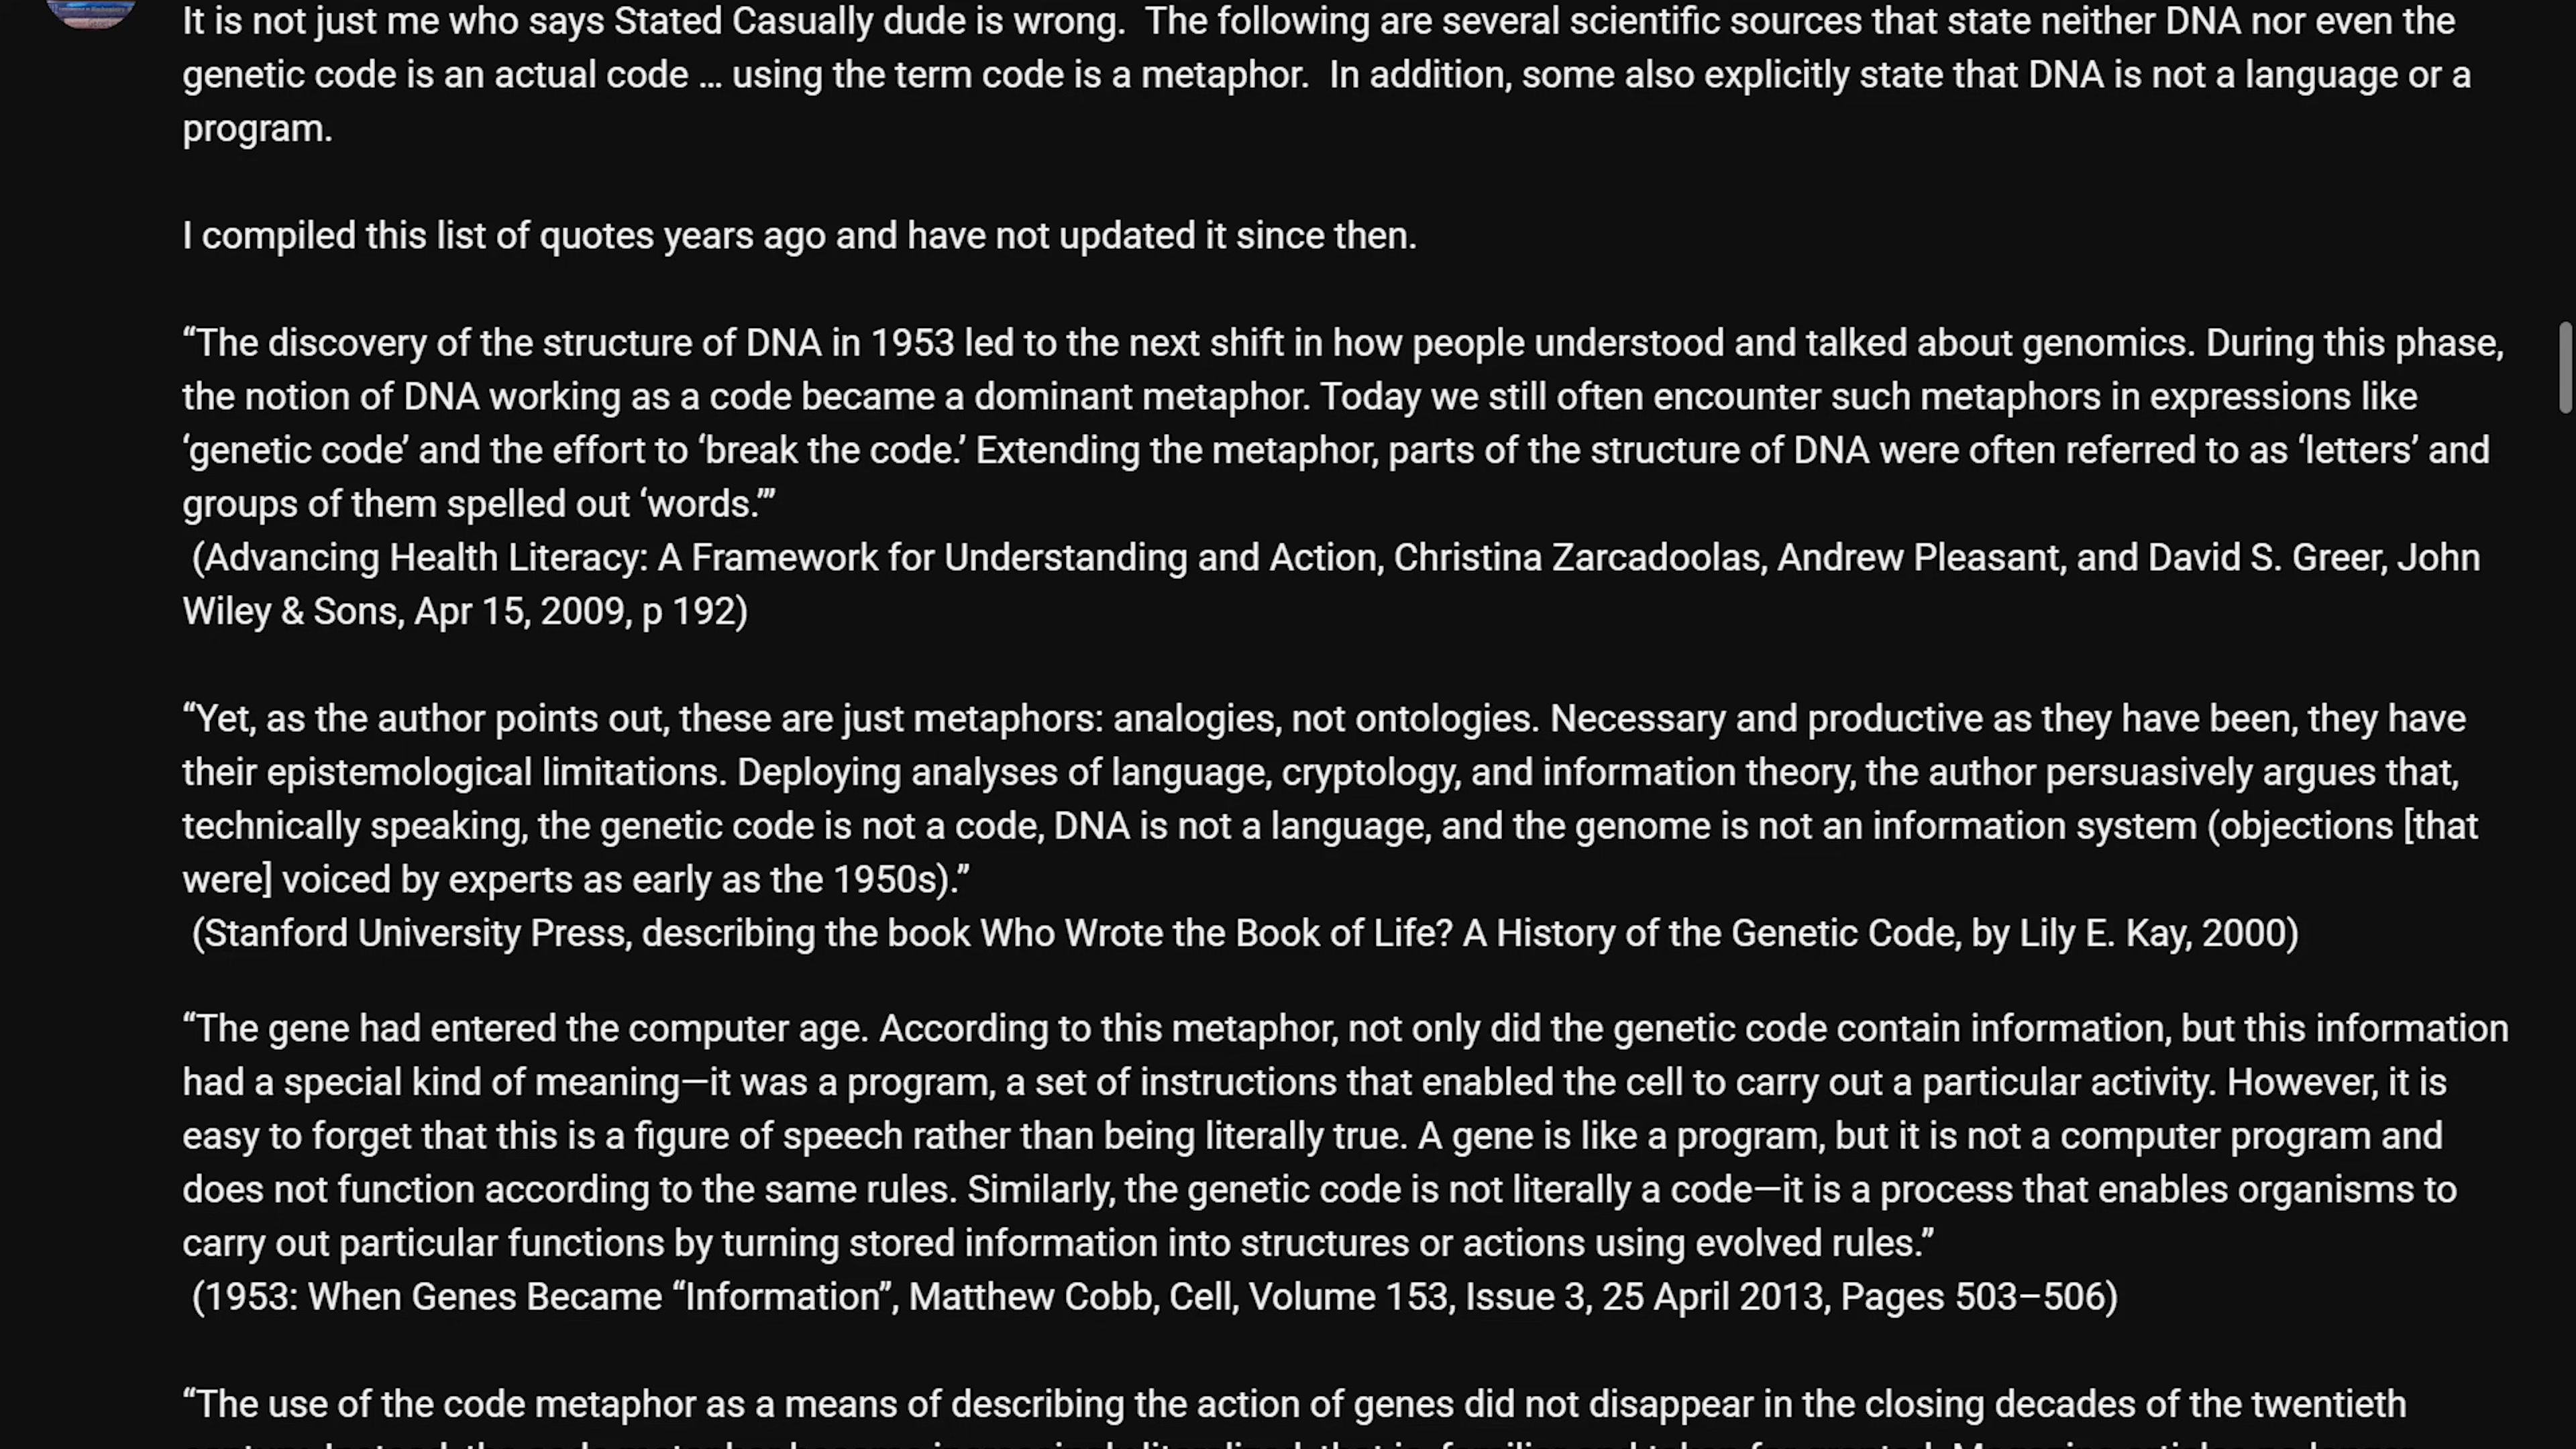 It is not just me who says Stated Casually dude is wrong.  The following are several scientific sources that state neither DNA nor even the
genetic code is an actual code … using the term code is a metaphor.  In addition, some also explicitly state that DNA is not a language or a
program.
I compiled this list of quotes years ago and have not updated it since then.
“The discovery of the structure of DNA in 1953 led to the next shift in how people understood and talked about genomics. During this phase,
the notion of DNA working as a code became a dominant metaphor. Today we still often encounter such metaphors in expressions like
‘genetic code’ and the effort to ‘break the code.’ Extending the metaphor, parts of the structure of DNA were often referred to as ‘letters’ and
groups of them spelled out ‘words.’”
(Advancing Health Literacy: A Framework for Understanding and Action, Christina Zarcadoolas, Andrew Pleasant, and David S. Greer, John
Wiley & Sons, Apr 15, 2009, p 192)
“Yet, as the author points out, these are just metaphors: analogies, not ontologies. Necessary and productive as they have been, they have
their epistemological limitations. Deploying analyses of language, cryptology, and information theory, the author persuasively argues that,
technically speaking, the genetic code is not a code, DNA is not a language, and the genome is not an information system (objections [that
were] voiced by experts as early as the 1950s).”
(Stanford University Press, describing the book Who Wrote the Book of Life? A History of the Genetic Code, by Lily E. Kay, 2000)
“The gene had entered the computer age. According to this metaphor, not only did the genetic code contain information, but this information
had a special kind of meaning—it was a program, a set of instructions that enabled the cell to carry out a particular activity. However, it is
easy to forget that this is a figure of speech rather than being literally true. A gene is like a program, but it is not a computer program and
does not function according to the same rules. Similarly, the genetic code is not literally a code—it is a process that enables organisms to
carry out particular functions by turning stored information into structures or actions using evolved rules.”
(1953: When Genes Became “Information”, Matthew Cobb, Cell, Volume 153, Issue 3, 25 April 2013, Pages 503–506)
“The use of the code metaphor as a means of describing the action of genes did not disappear in the closing decades of the twentieth